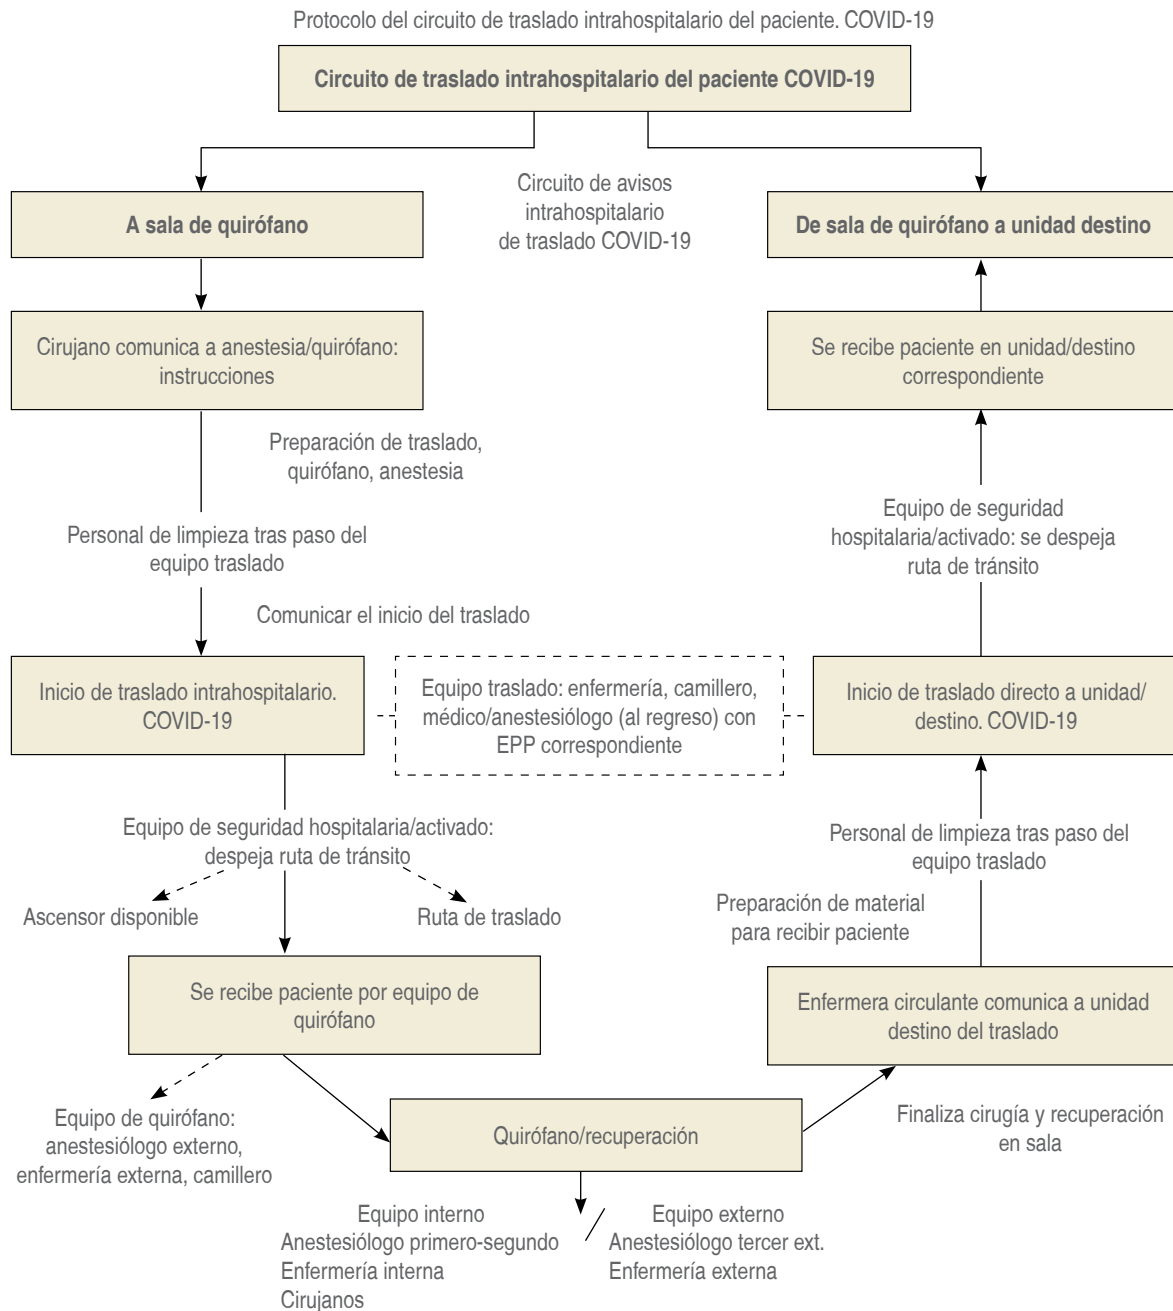 Protocolo del circuito de traslado intrahospitalario del paciente. COVID-19
Circuito de traslado intrahospitalario del paciente COVID-19
Circuito de avisos
intrahospitalario
de traslado COVID-19
A sala de quirófano
De sala de quirófano a unidad destino
Cirujano comunica a anestesia/quirófano:
instrucciones
Se recibe paciente en unidad/destino
correspondiente
Preparación de traslado,
quirófano, anestesia
Personal de limpieza tras paso del
equipo traslado
Equipo de seguridad
hospitalaria/activado: se despeja
ruta de tránsito
Comunicar el inicio del traslado
Inicio de traslado intrahospitalario.
COVID-19
Equipo traslado: enfermería, camillero,
médico/anestesiólogo (al regreso) con
EPP correspondiente
Inicio de traslado directo a unidad/
destino. COVID-19
Equipo de seguridad hospitalaria/activado:
despeja ruta de tránsito
Personal de limpieza tras paso del
equipo traslado
Ascensor disponible
Ruta de traslado
Preparación de material
para recibir paciente
Se recibe paciente por equipo de
quirófano
Enfermera circulante comunica a unidad
destino del traslado
Equipo de quirófano:
anestesiólogo externo,
enfermería externa, camillero
Quirófano/recuperación
Finaliza cirugía y recuperación
en sala
Equipo interno
Anestesiólogo primero-segundo
Enfermería interna
Cirujanos
/
Equipo externo
Anestesiólogo tercer ext.
Enfermería externa